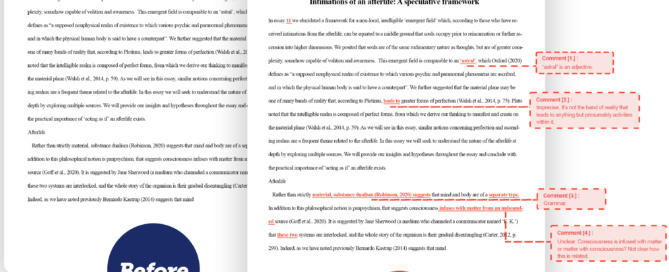 plexity, somehow capable of volition and awareness. This emergent field is comparable to an "astral", wh
defines as "a supposed nonphysical realm of existence to which various psychic and paranormal phenomen
and in which the physical human body is said to have a counterpart". We further suggested that the mater
one of many bands of reality that, according to Plotinus, leads to greater forms of perfection (Walsh et al., 2
noted that the intelligible world is composed of perfect forms, from which we derive our thinking to manifes
the material plane (Walsh et al., 2014, p. 59). As we will see in this essay, similar notions concerning perfec
ing realms are a frequent theme related to the afterlife. In this essay we will seek to understand the nature of
depth by exploring multiple sources. We will provide our insights and hypotheses throughout the essay and c
the practical importance of "acting as if" an afterlife exists.
Afterlife
Rather than strictly material, substance dualism (Robinson, 2020) suggests that mind and body are of a se
addition to this philosophical notion is panpsychism, that suggests consciousness infuses with matter from a
source (Goff et al., 2020). It is suggested by Jane Sherwood (a medium who channeled a communicator name
these two systems are interlocked, and the whole story of the organism is their gradual disentangling (Carter,
Indeed, as we have noted previously Bernardo Kastrup (2014) suggests that mind
Before
Intimations of an afterlife: A speculative framework
In essay 11 we elucidated a framework for a non-local, intelligible 'emergent field' which, according to those who have re-
ceived intimations from the afterlife, can be equated to a middle ground that souls occupy prior to reincarnation or further as-
cension into higher dimensions. We posited that souls are of the same rudimentary nature as thoughts, but are of greater com-
plexity, somehow capable of volition and awareness. This emergent field is comparable to an "astral", which Oxford (2020)
defines as "a supposed nonphysical realm of existence to which various psychic and paranormal phenomena are ascribed,
and in which the physical human body is said to have a counterpart". We further suggested that the material plane may be
one of many bands of reality that, according to Plotinus, leads to greater forms of perfection (Walsh et al., 2014, p. 79). Plato
noted that the intelligible world is composed of perfect forms, from which we derive our thinking to manifest and create on
the material plane (Walsh et al., 2014, p. 59). As we will see in this essay, similar notions concerning perfection and ascend-
ing realms are a frequent theme related to the afterlife. In this essay we will seek to understand the nature of the afterlife at
depth by exploring multiple sources. We will provide our insights and hypotheses throughout the essay and conclude with
the practical importance of "acting as if" an afterlife exists.
Afterlife
Rather than strictly material, substance dualism (Robinson, 2020) suggests that mind and body are of a separate type.
In addition to this philosophical notion is panpsychism, that suggests consciousness infuses with matter from an unbound-
ed source (Goff et al., 2020). It is suggested by Jane Sherwood (a medium who channeled a communicator named "E. K.")
that these two systems are interlocked, and the whole story of the organism is their gradual disentangling (Carter, 2012, p.
299). Indeed, as we have noted previously Bernardo Kastrup (2014) suggests that mind
Comment [1.] :
"astral" is an adjective.
Comment [2.] :
Imprecise. It's not the band of reality that
leads to anything but presumably activities
within it.
Comment [3.] :
Grammar.
Comment [4.] :
Unclear. Consciousness is infused with matter
or matter with consciousness? Not clear how
this is related.